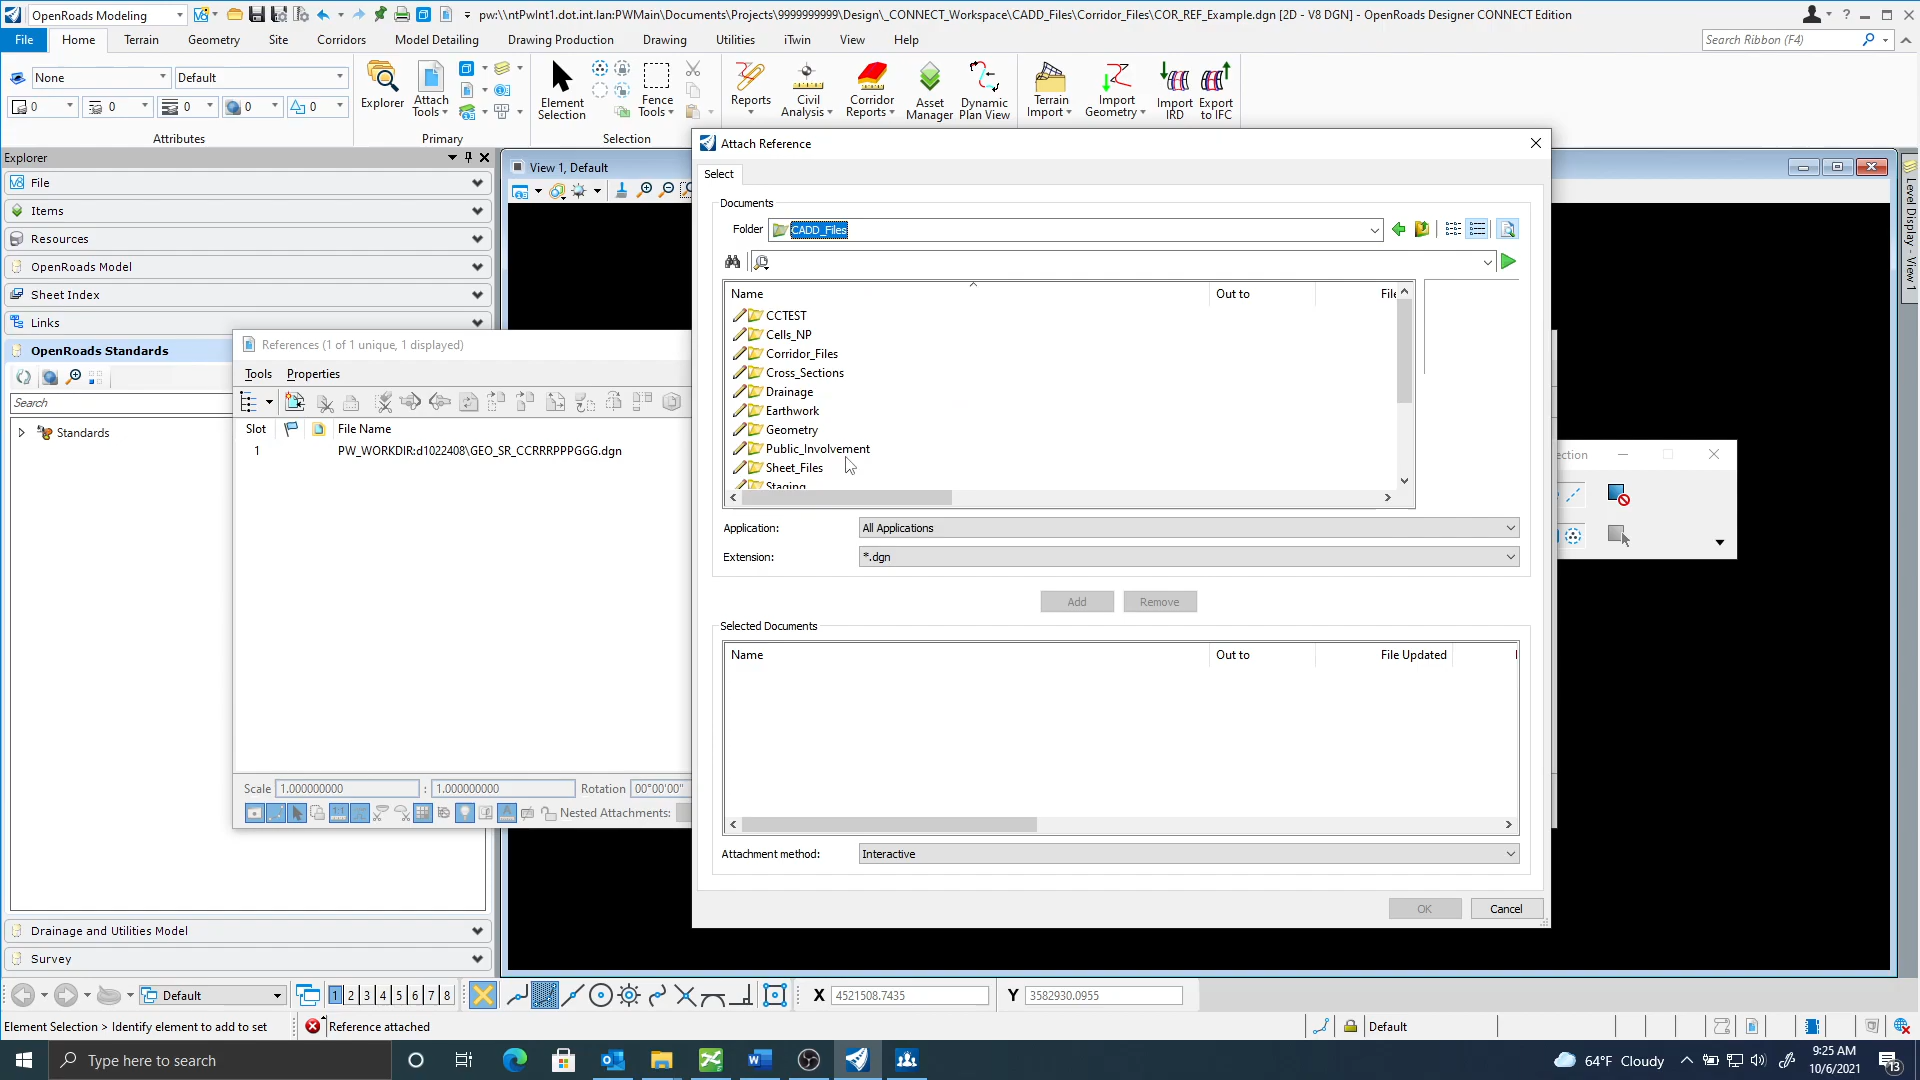 OpenRoads Modeling
pw:\\ntPwInt1.dot.int.lan:PWMain\Documents\Projects\9999999999\Design\_CONNECT_Workspace\CADD_Files\Corridor_Files\COR_REF_Example.dgn [2D - V8 DGN] - OpenRoads Designer CONNECT Edition
File Home Terrain Geometry Site Corridors Model Detailing Drawing Production Drawing Utilities iTwin View Help
Search Ribbon (F4)
None Default
0 0 0 0 0
Attributes
Explorer
Attach Tools
Primary
Element Selection
Fence Tools
Selection
Reports
Civil Analysis
Corridor Reports
Asset Manager
Dynamic Plan View
Terrain Import
Import Geometry
Import IRD
Export to IFC
Explorer
File
Items
Resources
OpenRoads Model
Sheet Index
Links
OpenRoads Standards
Search
Standards
Drainage and Utilities Model
Survey
View 1, Default
Level Display - View 1
References (1 of 1 unique, 1 displayed)
Tools Properties
Slot File Name
1 PW_WORKDIR:d1022408\GEO_SR_CCRRRPPPGGG.dgn
Scale 1.000000000 : 1.000000000 Rotation 00°00'00"
Nested Attachments:
Attach Reference
Select
Documents
Folder CADD_Files
Name Out to File
CCTEST
Cells_NP
Corridor_Files
Cross_Sections
Drainage
Earthwork
Geometry
Public_Involvement
Sheet_Files
Staging
Application: All Applications
Extension: *.dgn
Add Remove
Selected Documents
Name Out to File Updated
Attachment method: Interactive
OK Cancel
ection
Default
1 2 3 4 5 6 7 8
X 4521508.7435 Y 3582930.0955
Element Selection > Identify element to add to set
Reference attached
Default
Type here to search
64°F Cloudy
9:25 AM
10/6/2021
13